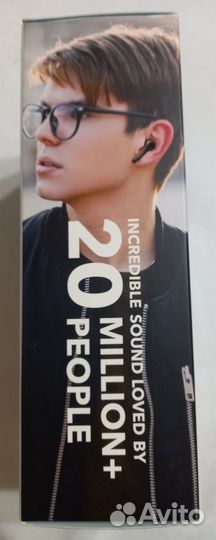 INCREDIBLE SOUND LOVED BY
20 MILLION+
PEOPLE
Avito